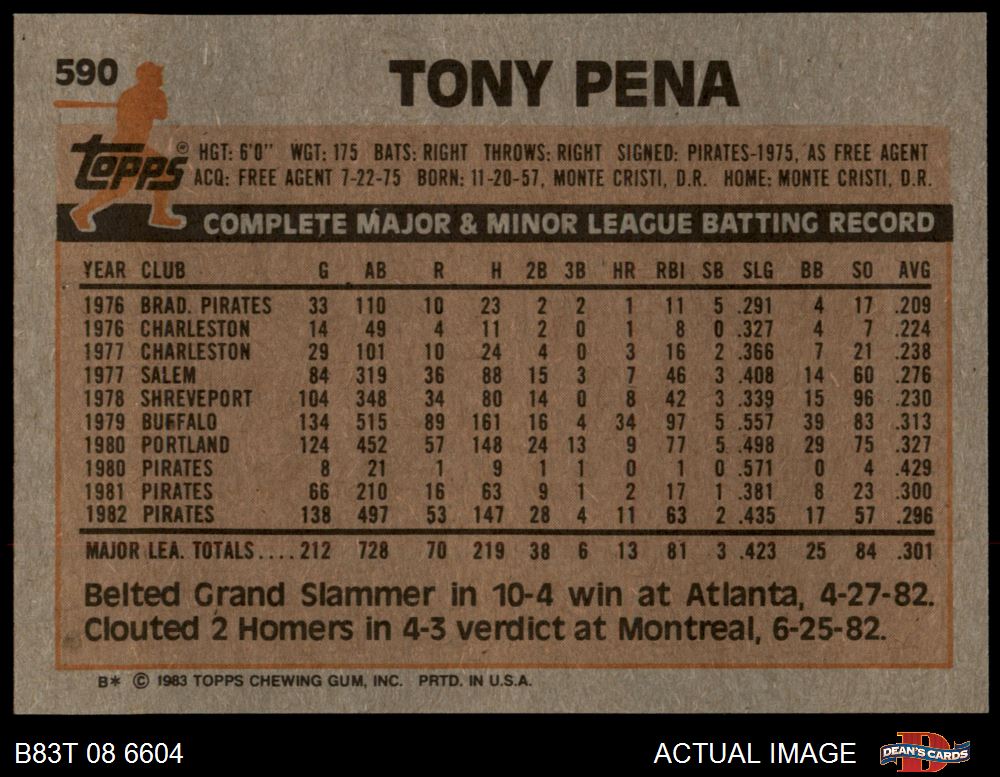 590 TONY PENA
Topps® HGT: 6'0" WGT: 175 BATS: RIGHT THROWS: RIGHT SIGNED: PIRATES-1975, AS FREE AGENT
ACQ: FREE AGENT 7-22-75 BORN: 11-20-57, MONTE CRISTI, D.R. HOME: MONTE CRISTI, D.R.
COMPLETE MAJOR & MINOR LEAGUE BATTING RECORD
YEAR CLUB G AB R H 2B 3B HR RBI SB SLG BB SO AVG
1976 BRAD. PIRATES 33 110 10 23 2 2 1 11 5 .291 4 17 .209
1976 CHARLESTON 14 49 4 11 2 0 1 8 0 .327 4 7 .224
1977 CHARLESTON 29 101 10 24 4 0 3 16 2 .366 7 21 .238
1977 SALEM 84 319 36 88 15 3 7 46 3 .408 14 60 .276
1978 SHREVEPORT 104 348 34 80 14 0 8 42 3 .339 15 96 .230
1979 BUFFALO 134 515 89 161 16 4 34 97 5 .557 39 83 .313
1980 PORTLAND 124 452 57 148 24 13 9 77 5 .498 29 75 .327
1980 PIRATES 8 21 1 9 1 1 0 1 0 .571 0 4 .429
1981 PIRATES 66 210 16 63 9 1 2 17 1 .381 8 23 .300
1982 PIRATES 138 497 53 147 28 4 11 63 2 .435 17 57 .296
MAJOR LEA. TOTALS....212 728 70 219 38 6 13 81 3 .423 25 84 .301
Belted Grand Slammer in 10-4 win at Atlanta, 4-27-82.
Clouted 2 Homers in 4-3 verdict at Montreal, 6-25-82.
B* © 1983 TOPPS CHEWING GUM, INC. PRTD. IN U.S.A.
B83T 08 6604 ACTUAL IMAGE DEAN'S CARDS